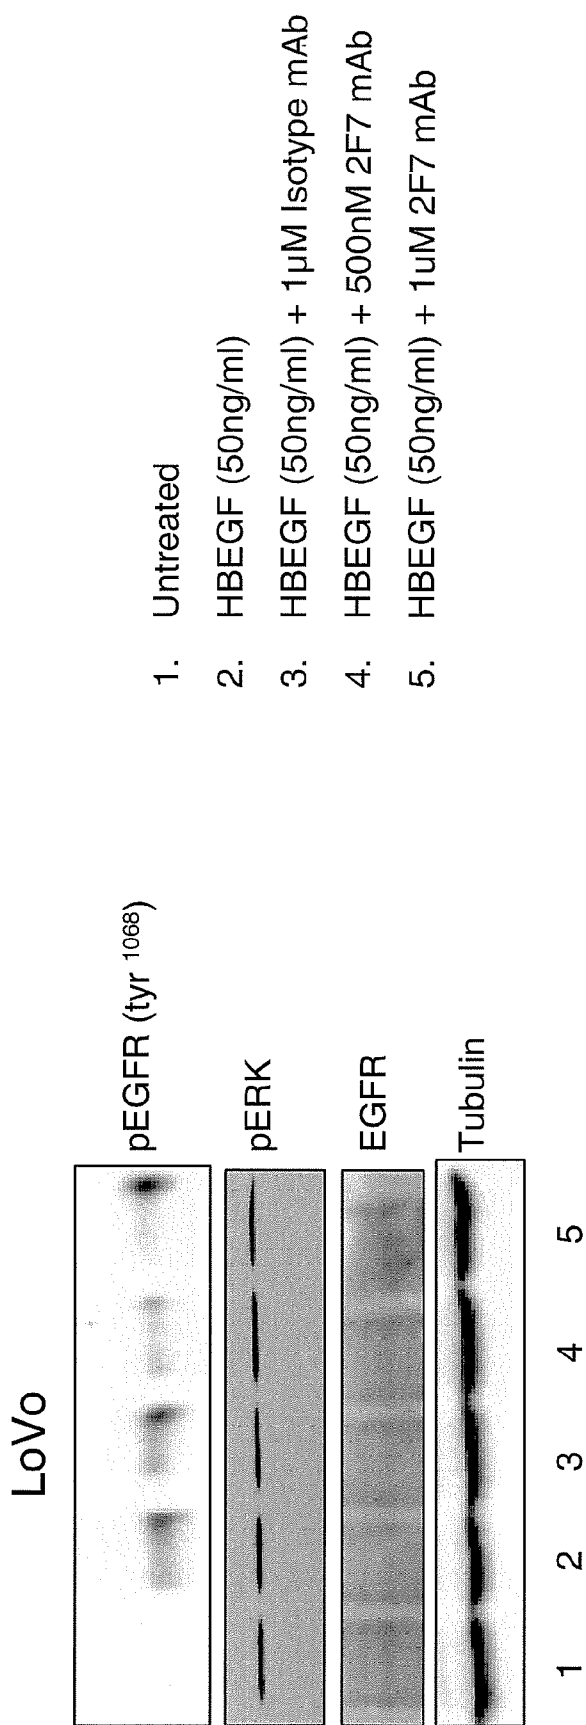 LoVo
pEGFR (tyr 1068)
pERK
EGFR
Tubulin
1 2 3 4 5
1. Untreated
2. HBEGF (50ng/ml)
3. HBEGF (50ng/ml) + 1µM Isotype mAb
4. HBEGF (50ng/ml) + 500nM 2F7 mAb
5. HBEGF (50ng/ml) + 1uM 2F7 mAb